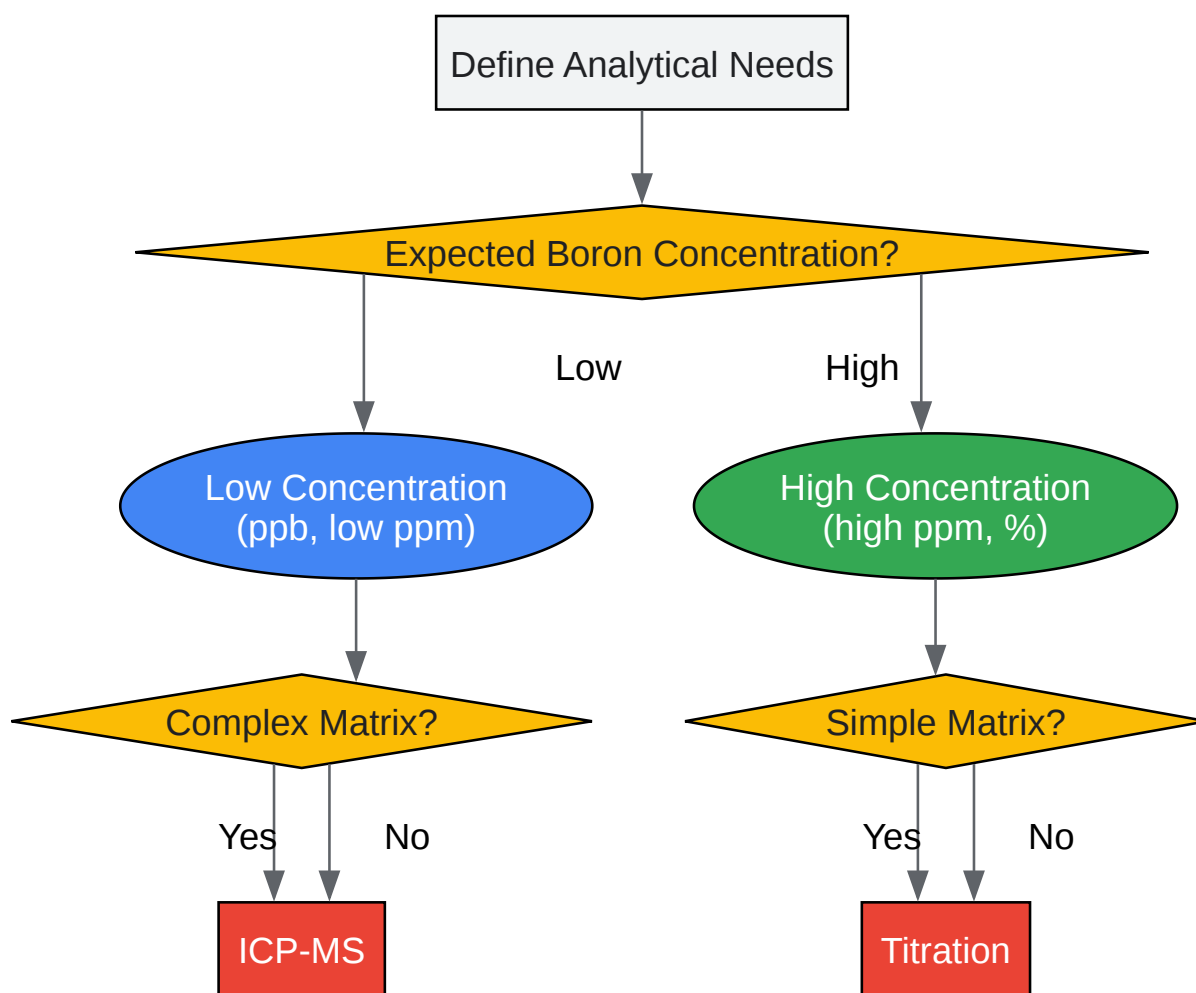 Define Analytical Needs
Expected Boron Concentration?
Low
High
Low Concentration
(ppb, low ppm)
High Concentration
(high ppm, %)
Complex Matrix?
Simple Matrix?
Yes
No
Yes
No
ICP-MS
Titration